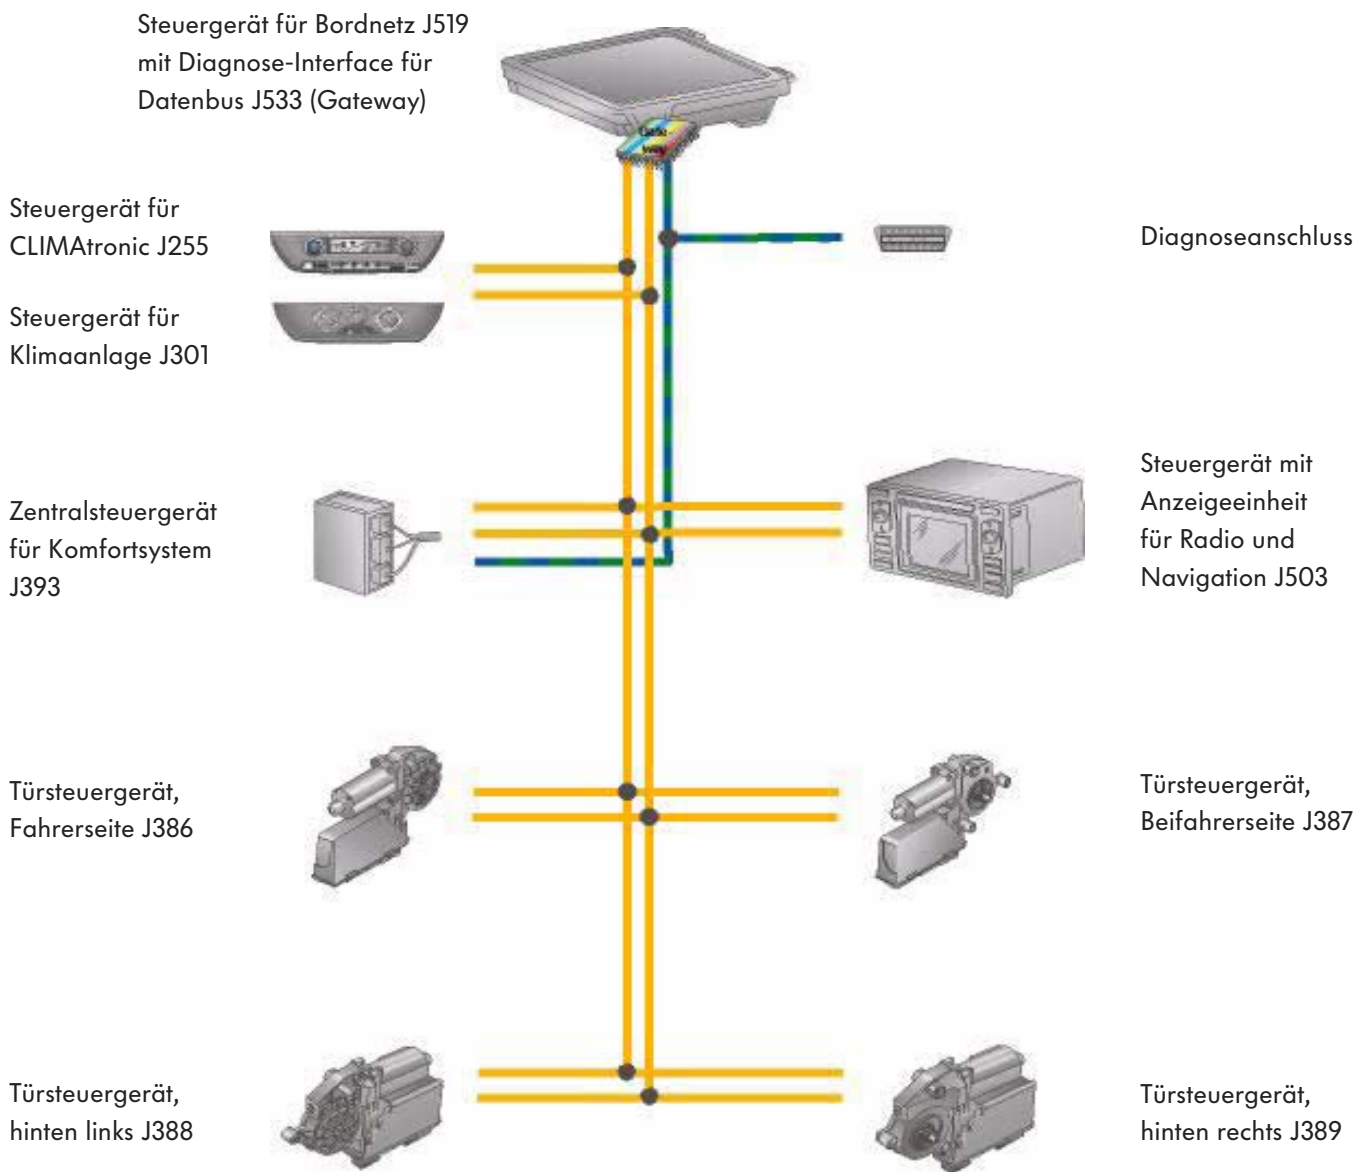 Steuergerät für Bordnetz J519
mit Diagnose-Interface für
Datenbus J533 (Gateway)
Gate-
way
Steuergerät für
CLIMAtronic J255
Diagnoseanschluss
Steuergerät für
Klimaanlage J301
Zentralsteuergerät
für Komfortsystem
J393
Steuergerät mit
Anzeigeeinheit
für Radio und
Navigation J503
Türsteuergerät,
Fahrerseite J386
Türsteuergerät,
Beifahrerseite J387
Türsteuergerät,
hinten links J388
Türsteuergerät,
hinten rechts J389